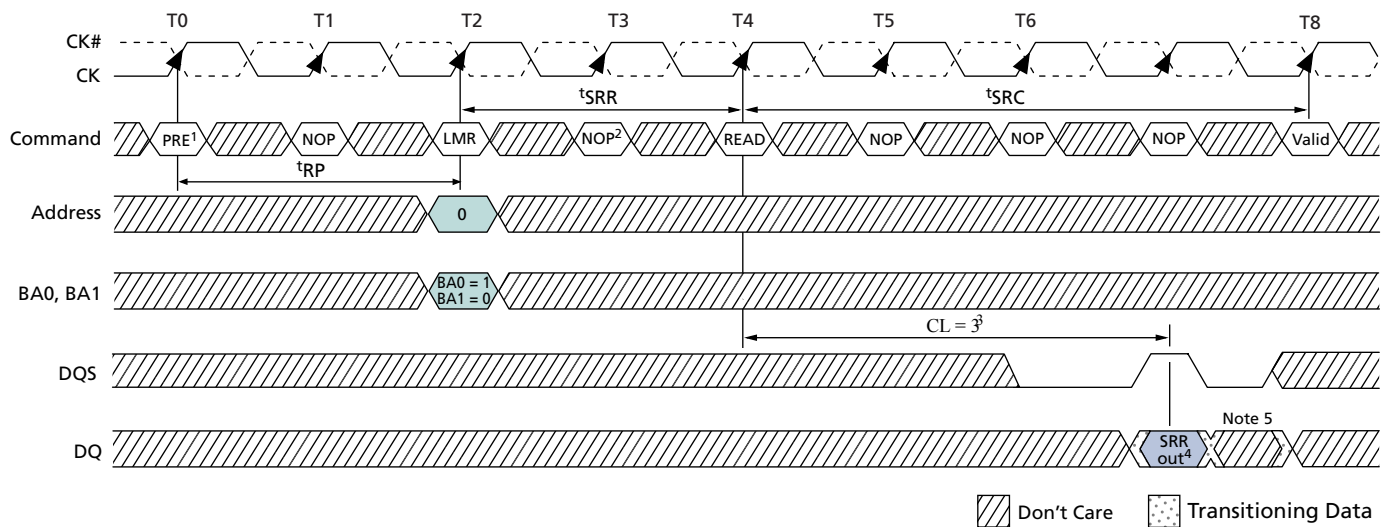 T0 T1 T2 T3 T4 T5 T6 T8
CK#
CK
tSRR tSRC
Command PRE1 NOP LMR NOP2 READ NOP NOP NOP Valid
tRP
Address 0
BA0, BA1 BA0 = 1
BA1 = 0
CL = 33
DQS
Note 5
DQ SRR
out4
Don't Care Transitioning Data